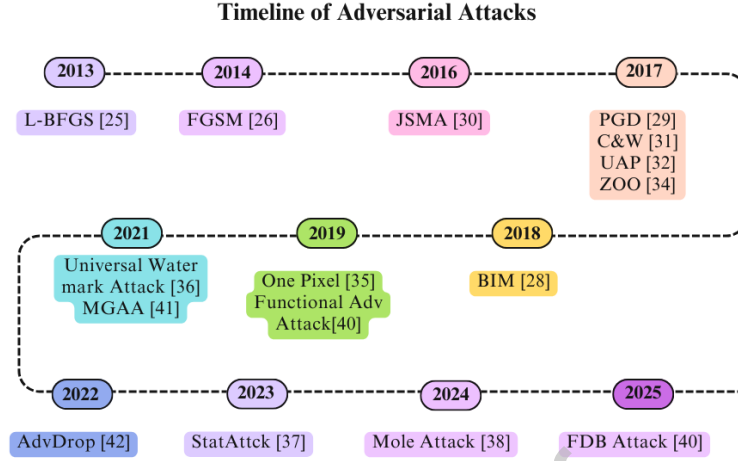 Timeline of Adversarial Attacks
2013
2014
2016
2017
L-BFGS [25]
FGSM [26]
JSMA [30]
PGD [29]
C&W [31]
UAP [32]
ZOO [34]
2021
2019
2018
Universal Water
mark Attack [36]
MGAA [41]
One Pixel [35]
Functional Adv
Attack[40]
BIM [28]
2022
2023
2024
2025
AdvDrop [42]
StatAttck [37]
Mole Attack [38]
FDB Attack [40]